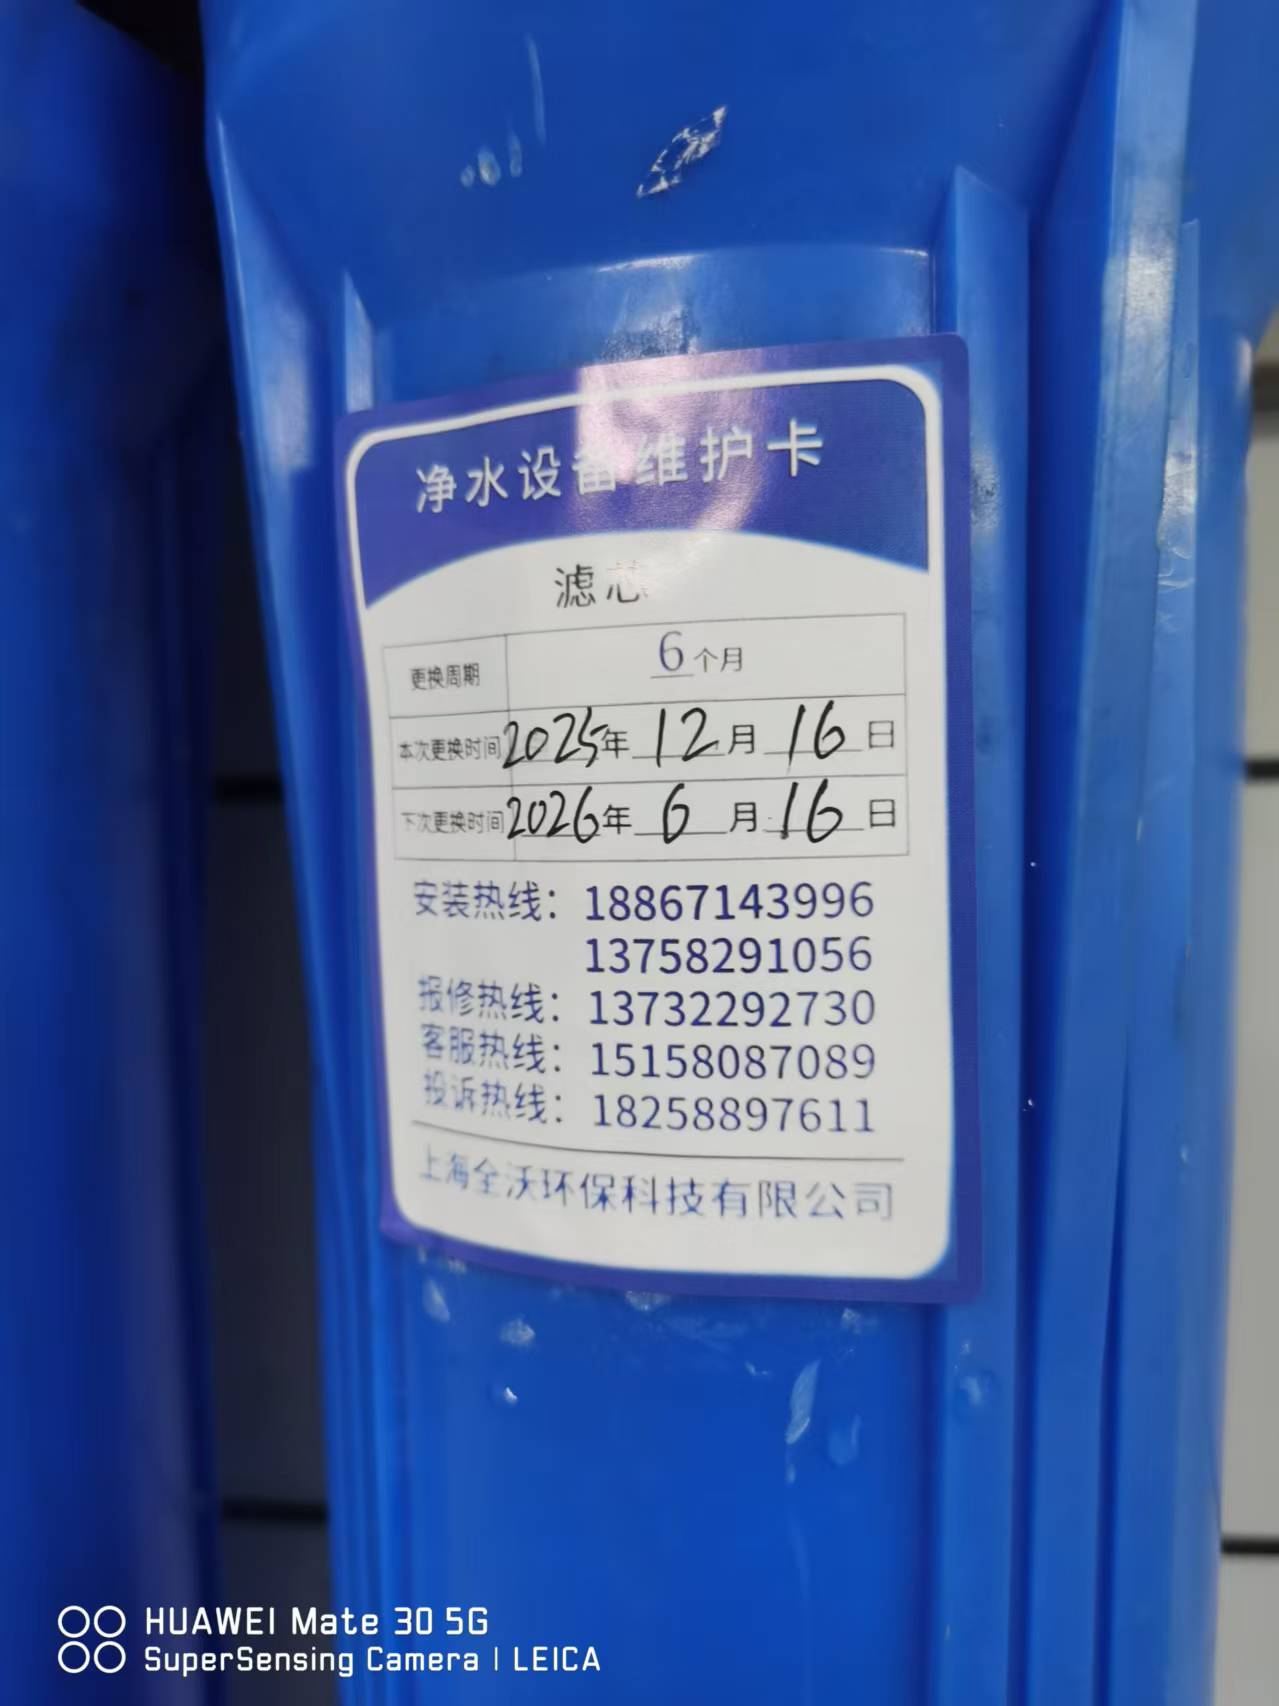 净水设备维护卡
滤芯
更换周期 6个月
本次更换时间 2025年12月16日
下次更换时间 2026年6月16日
安装热线：18867143996
13758291056
报修热线：13732292730
客服热线：15158087089
投诉热线：18258897611
上海全沃环保科技有限公司
HUAWEI Mate 30 5G
SuperSensing Camera | LEICA